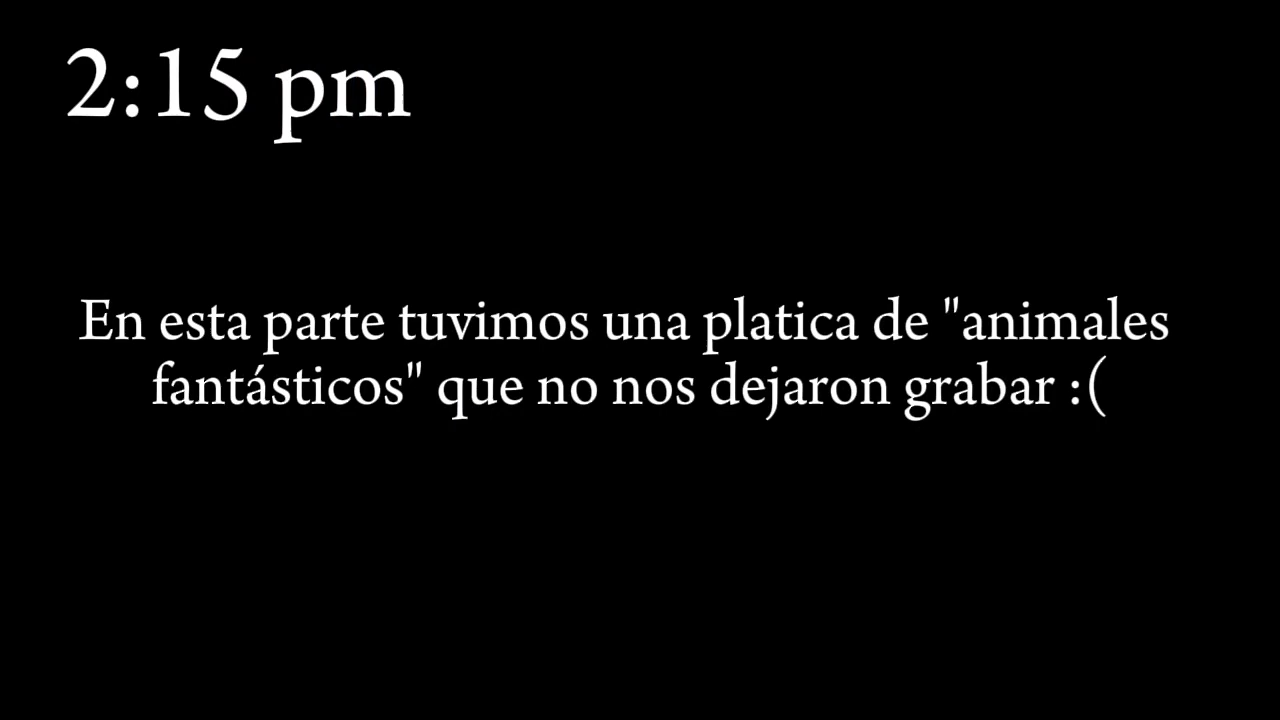 2:15 pm
En esta parte tuvimos una platica de "animales
fantásticos" que no nos dejaron grabar :(